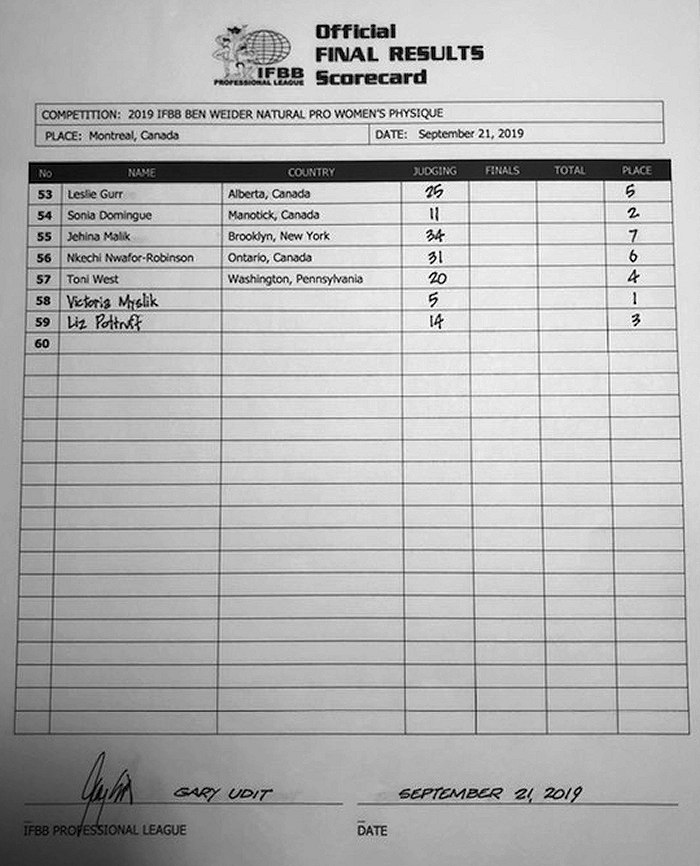 Official
FINAL RESULTS
Scorecard
IFBB
PROFESSIONAL LEAGUE
COMPETITION: 2019 IFBB BEN WEIDER NATURAL PRO WOMEN'S PHYSIQUE
PLACE: Montreal, Canada DATE: September 21, 2019
No NAME COUNTRY JUDGING FINALS TOTAL PLACE
53 Leslie Gurr Alberta, Canada 25 5
54 Sonia Domingue Manotick, Canada 11 2
55 Jehina Malik Brooklyn, New York 34 7
56 Nkechi Nwafor-Robinson Ontario, Canada 31 6
57 Toni West Washington, Pennsylvania 20 4
58 Victoria Myslik 5 1
59 Liz Pottruff 14 3
60
GARY UDIT SEPTEMBER 21, 2019
IFBB PROFESSIONAL LEAGUE DATE